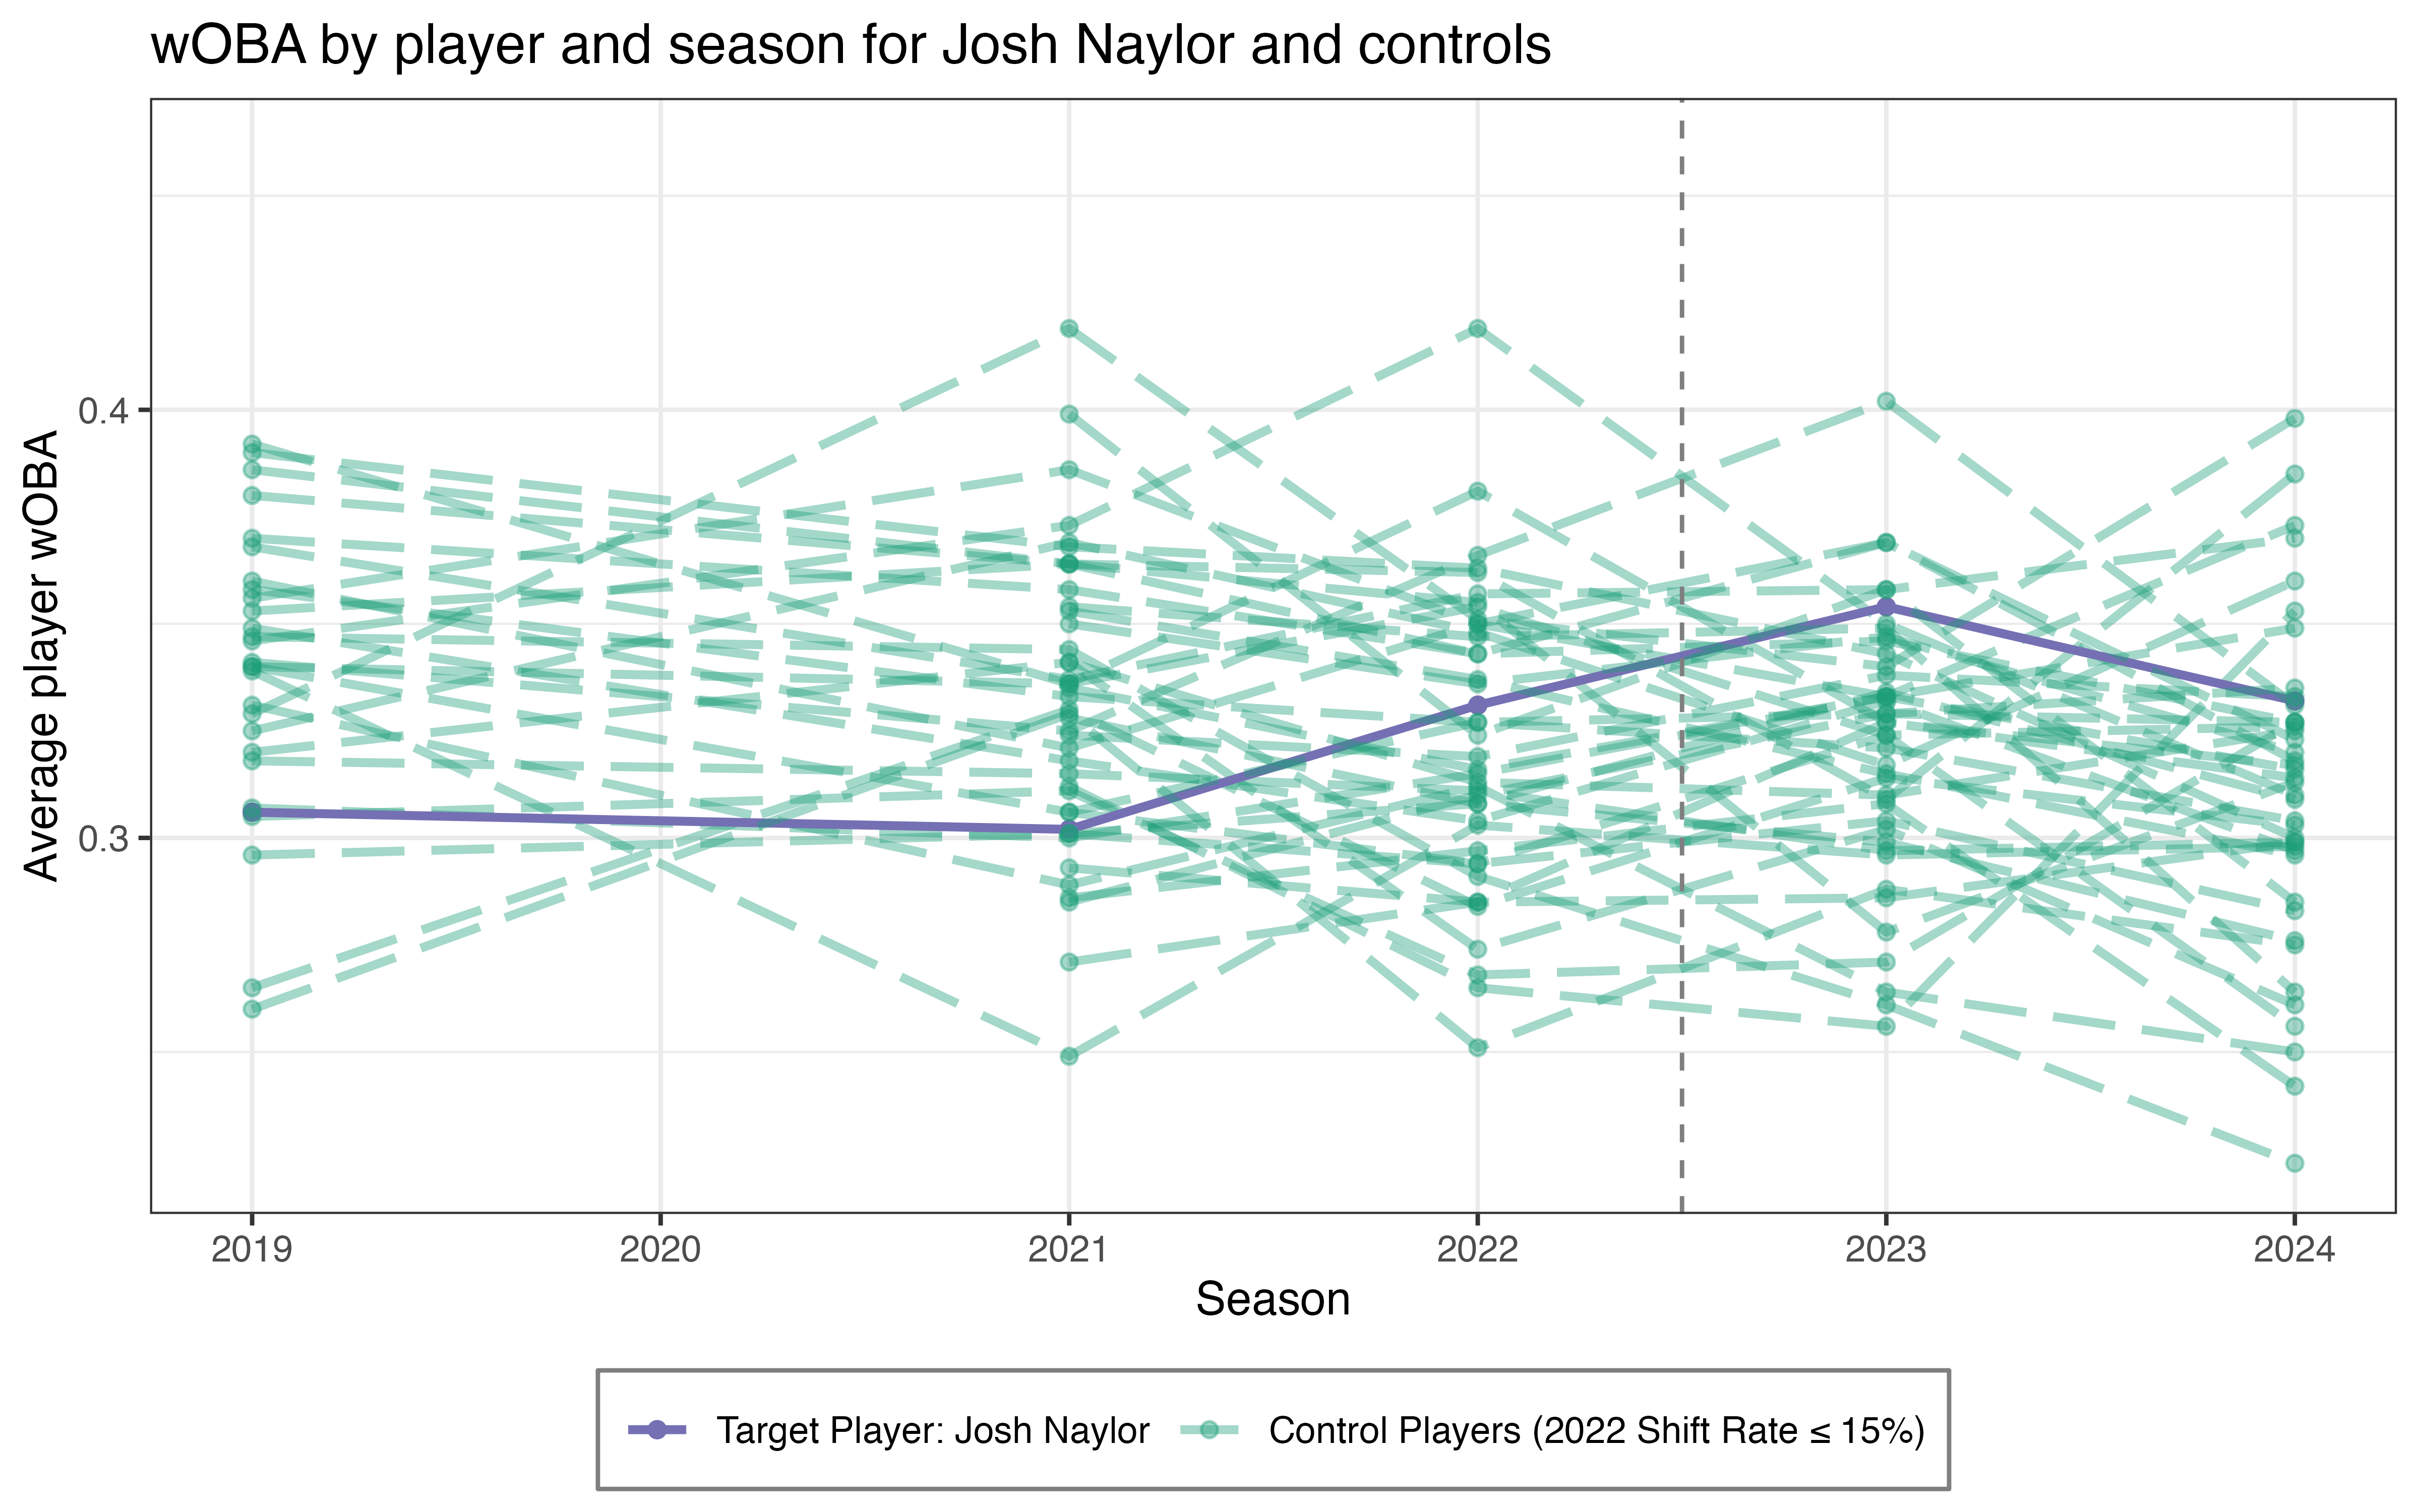 wOBA by player and season for Josh Naylor and controls
Average player wOBA
0.4
0.3
2019 2020 2021 2022 2023 2024
Season
Target Player: Josh Naylor Control Players (2022 Shift Rate ≤ 15%)